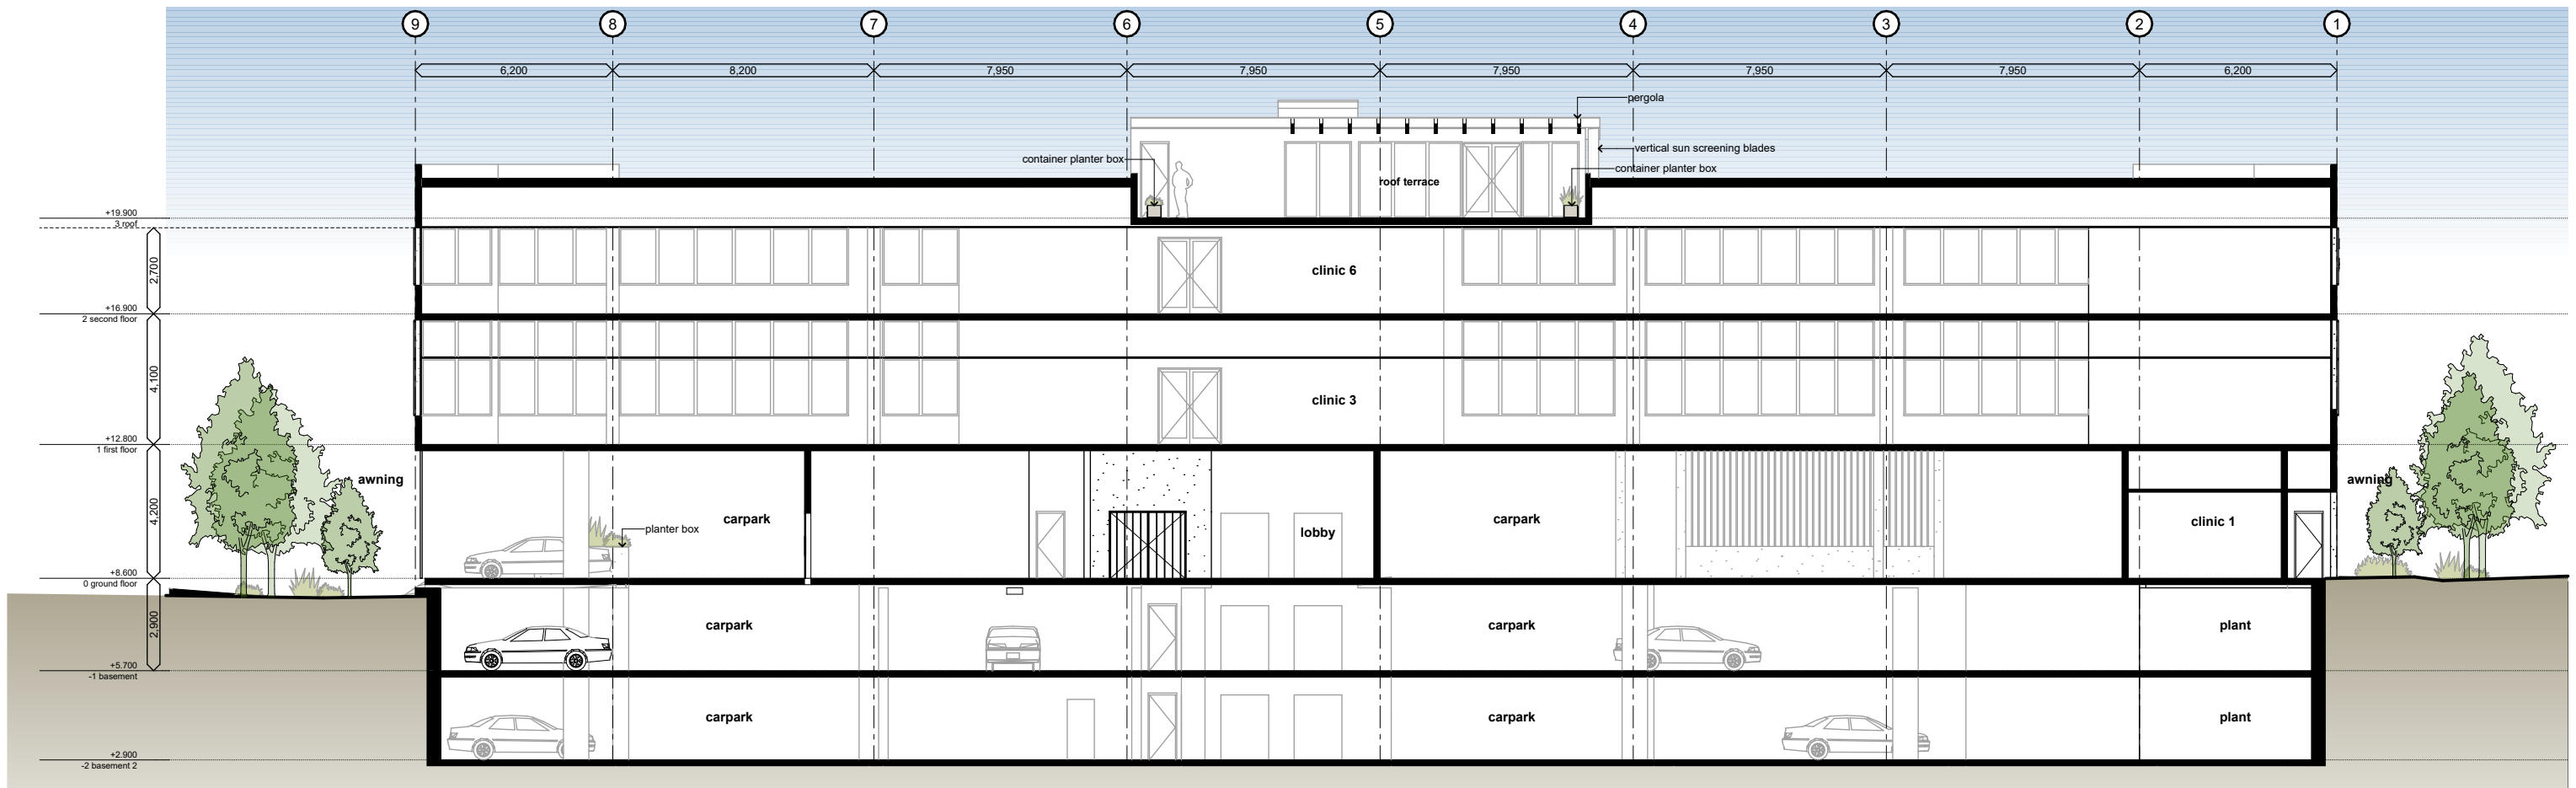 9 8 7 6 5 4 3 2 1
6,200 8,200 7,950 7,950 7,950 7,950 7,950 6,200
pergola
vertical sun screening blades
container planter box
container planter box
roof terrace
+19.900
3 roof
2,700
clinic 6
+16.900
2 second floor
4,100
clinic 3
+12.800
1 first floor
awning
awning
4,200
carpark
lobby
carpark
clinic 1
planter box
+8.600
0 ground floor
2,900
carpark
carpark
plant
+5.700
-1 basement
carpark
carpark
plant
+2.900
-2 basement 2